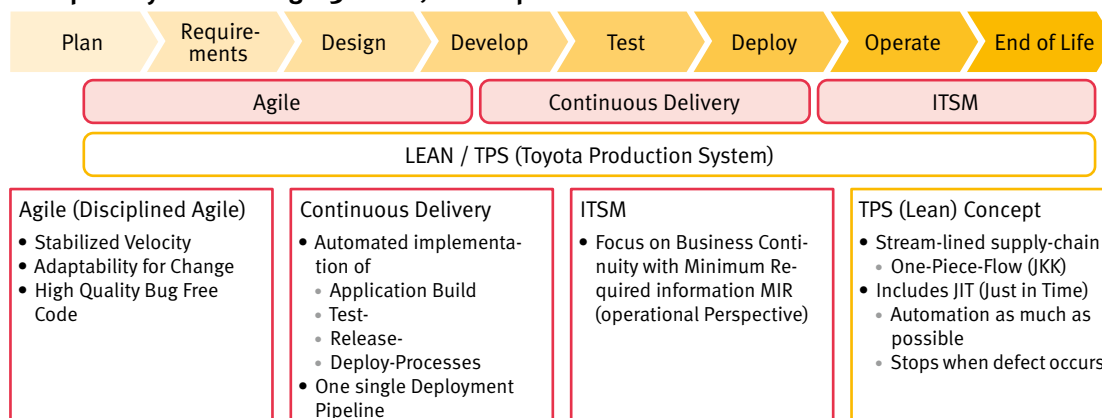 Plan
Require-
ments
Design
Develop
Test
Deploy
Operate
End of Life
Agile
Continuous Delivery
ITSM
LEAN / TPS (Toyota Production System)
Agile (Disciplined Agile)
• Stabilized Velocity
• Adaptability for Change
• High Quality Bug Free
Code
Continuous Delivery
• Automated implementa-
tion of
• Application Build
• Test-
• Release-
• Deploy-Processes
• One single Deployment
Pipeline
ITSM
• Focus on Business Conti-
nuity with Minimum Re-
quired information MIR
(operational Perspective)
TPS (Lean) Concept
• Stream-lined supply-chain
• One-Piece-Flow (JKK)
• Includes JIT (Just in Time)
• Automation as much as
possible
• Stops when defect occurs